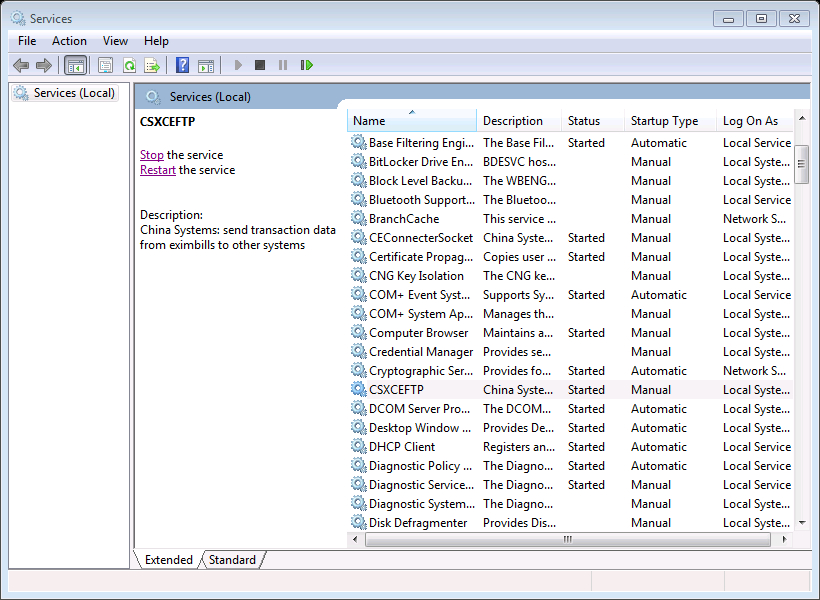 Services
File Action View Help
Services (Local)
Services (Local)
CSXCEFTP
Stop the service
Restart the service
Description:
China Systems: send transaction data
from eximbills to other systems
Name Description Status Startup Type Log On As
Base Filtering Engi... The Base Fil... Started Automatic Local Service
BitLocker Drive En... BDESVC hos... Manual Local Syste...
Block Level Backu... The WBENG... Manual Local Syste...
Bluetooth Support... The Bluetoo... Manual Local Service
BranchCache This service ... Manual Network S...
CEConnecterSocket China Syste... Started Manual Local Syste...
Certificate Propag... Copies user ... Started Manual Local Syste...
CNG Key Isolation The CNG ke... Manual Local Syste...
COM+ Event Syst... Supports Sy... Started Automatic Local Service
COM+ System Ap... Manages th... Manual Local Syste...
Computer Browser Maintains a... Started Manual Local Syste...
Credential Manager Provides se... Manual Local Syste...
Cryptographic Ser... Provides fo... Started Automatic Network S...
CSXCEFTP China Syste... Started Manual Local Syste...
DCOM Server Pro... The DCOM... Started Automatic Local Syste...
Desktop Window ... Provides De... Started Automatic Local Syste...
DHCP Client Registers an... Started Automatic Local Service
Diagnostic Policy ... The Diagno... Started Automatic Local Service
Diagnostic Service... The Diagno... Started Manual Local Service
Diagnostic System... The Diagno... Manual Local Syste...
Disk Defragmenter Provides Dis... Manual Local Syste...
Extended Standard